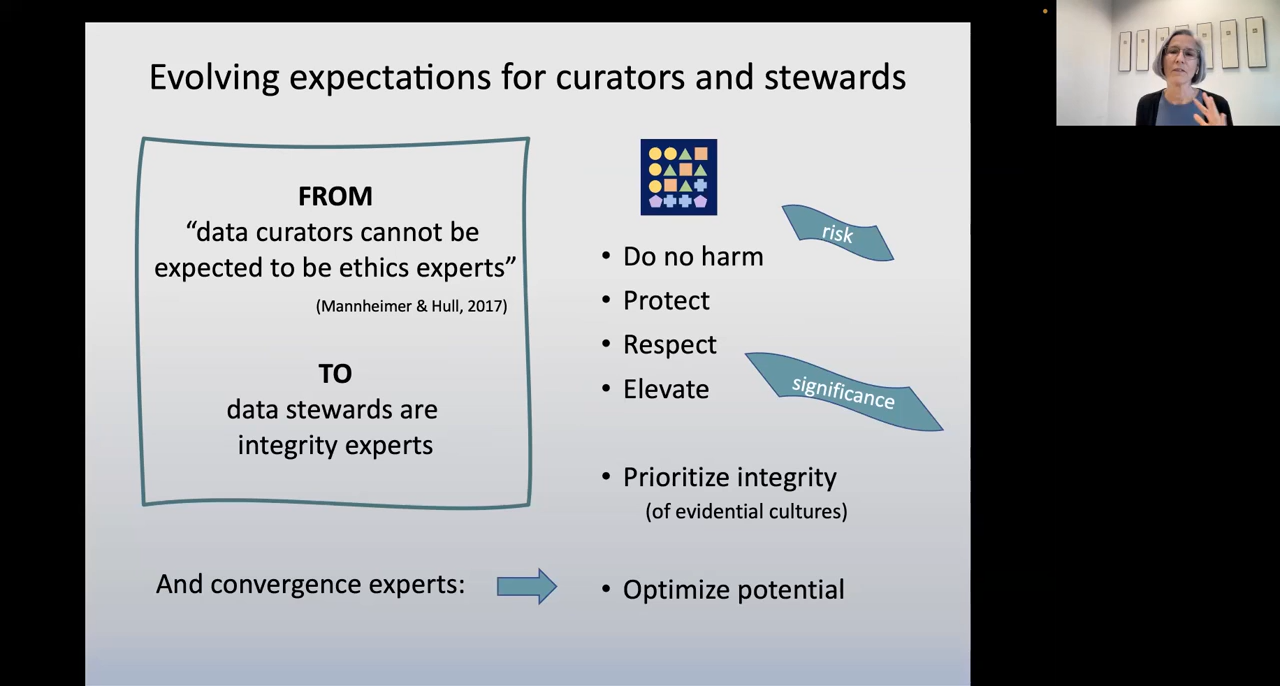 Evolving expectations for curators and stewards
FROM
“data curators cannot be
expected to be ethics experts”
(Mannheimer & Hull, 2017)
TO
data stewards are
integrity experts
And convergence experts:
risk
• Do no harm
• Protect
• Respect
• Elevate
significance
• Prioritize integrity
(of evidential cultures)
• Optimize potential